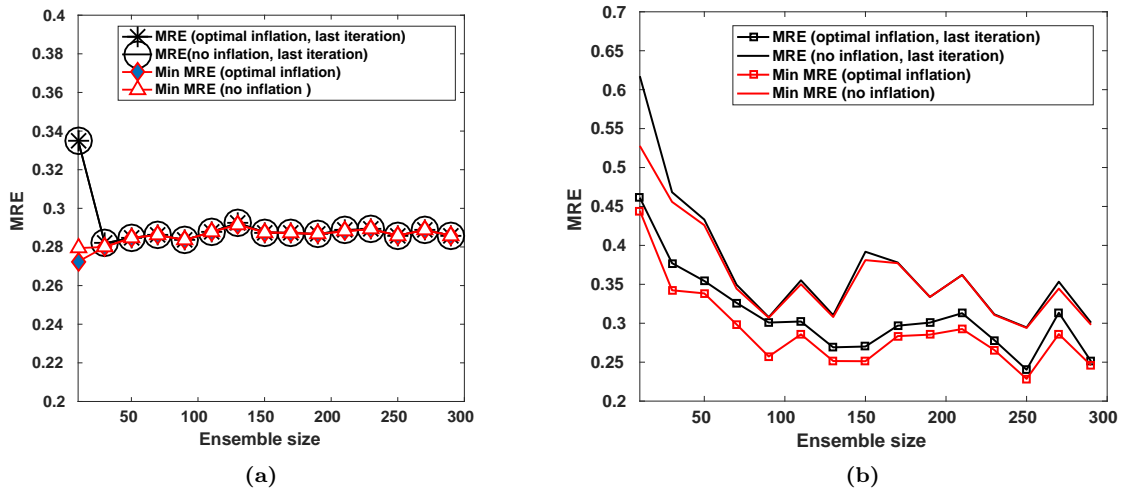 0.4
0.38
0.34
0.3
0.28
0.26
0.24
0.22
0.2
MRE
MRE (optimal inflation, last iteration)
MRE(no inflation, last iteration)
Min MRE (optimal inflation)
Min MRE (no inflation )
50 100 150 200 250 300
Ensemble size
(a)
0.7
0.65
0.6
0.55
0.5
0.45
0.4
0.35
0.3
0.25
0.2
MRE
MRE (optimal inflation, last iteration)
MRE (no inflation, last iteration)
Min MRE (optimal inflation)
Min MRE (no inflation)
50 100 150 200 250 300
Ensemble size
(b)